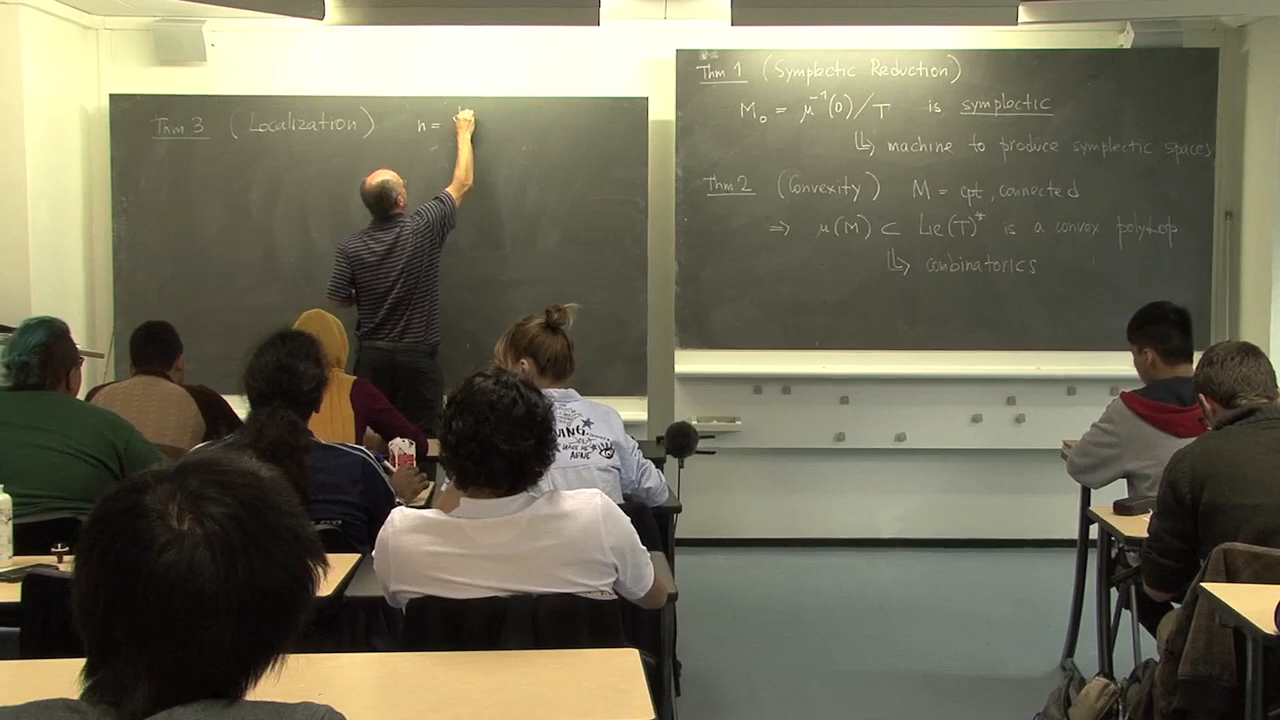 Thm 3 (Localization) n =
Thm 1 (Symplectic Reduction)
M₀ = μ⁻¹(0)/T is symplectic
↳ machine to produce symplectic spaces
Thm 2 (Convexity) M = cpt, connected
⇒ μ(M) ⊂ Lie(T)* is a convex polytop
↳ combinatorics